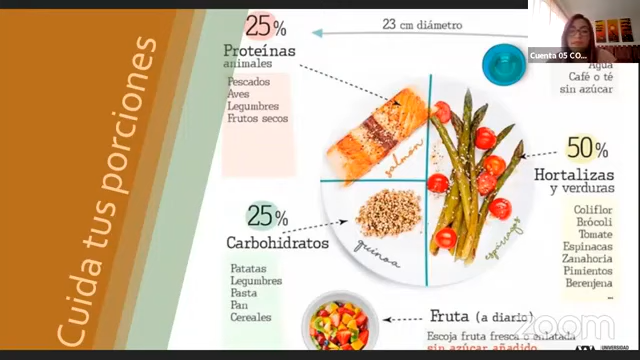 Cuida tus porciones
25%
Proteínas
animales
Pescados
Aves
Legumbres
Frutos secos
23 cm diámetro
Cuenta 05 CO...
Agua
Café o té
sin azúcar
salmón
50%
Hortalizas
y verduras
Coliflor
Brócoli
Tomate
Espinacas
Zanahoria
Pimientos
Berenjena
...
espárragos
25%
Carbohidratos
Patatas
Legumbres
Pasta
Pan
Cereales
quinoa
Fruta (a diario)
Escoja fruta fresca o enlatada
sin azúcar añadido
zoom
UNIVERSIDAD